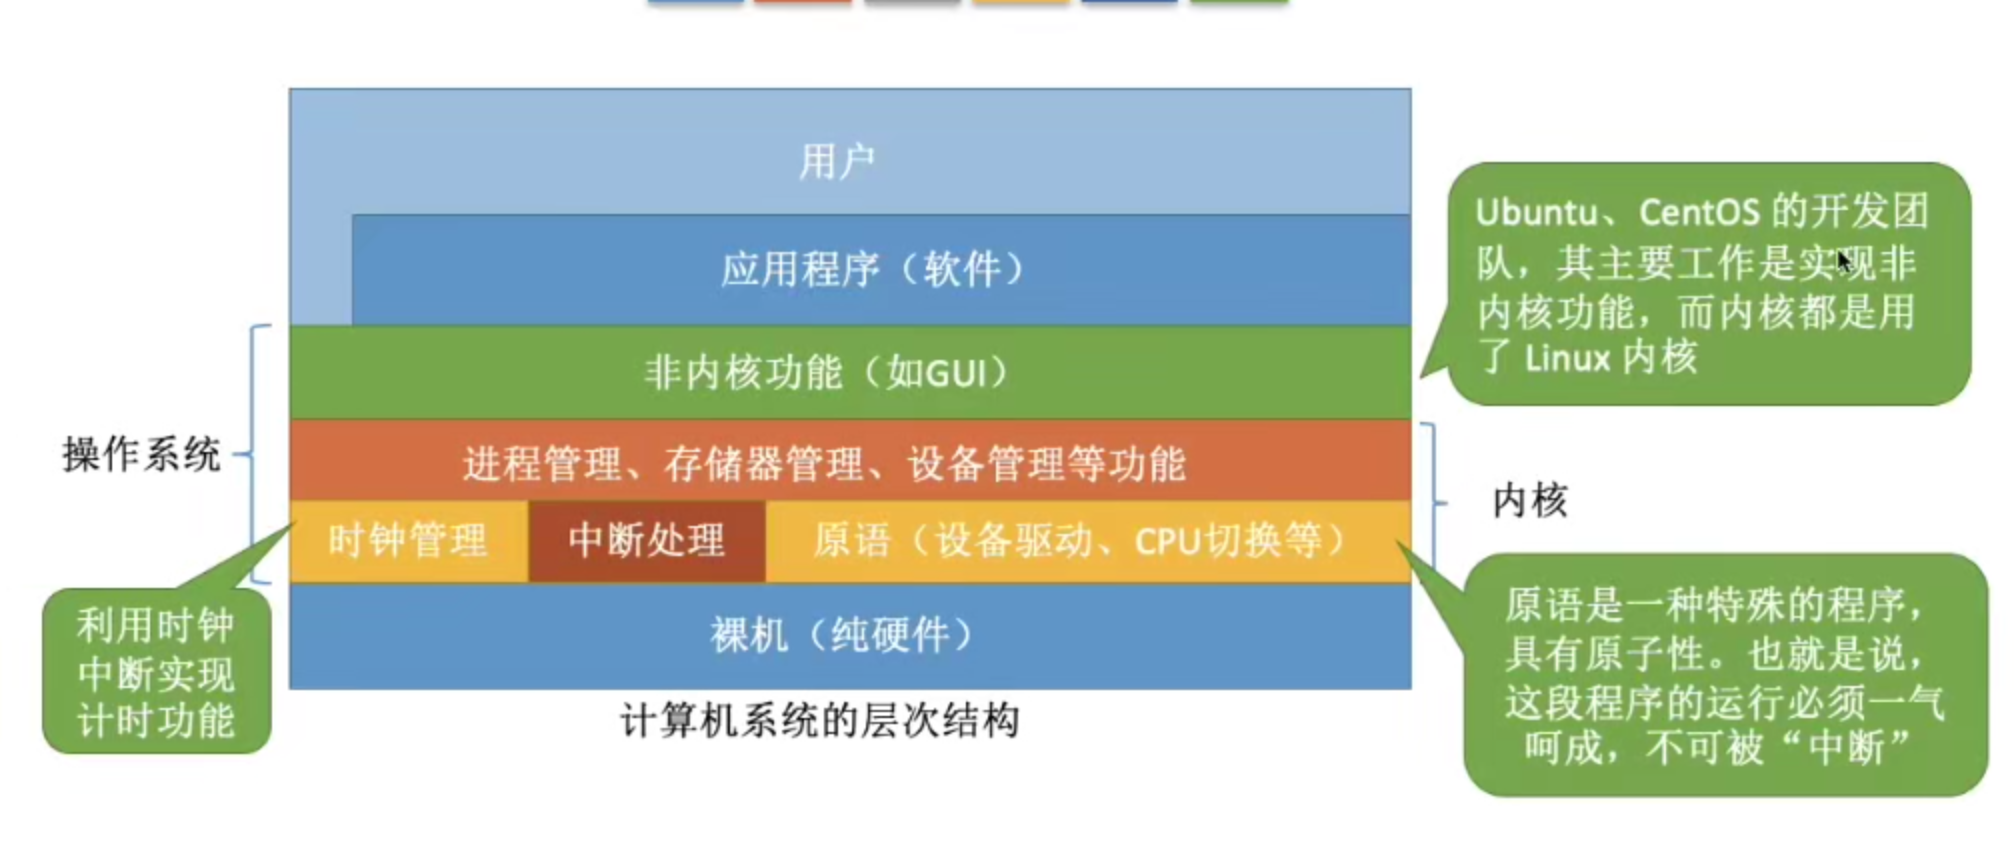 用户
应用程序（软件）
非内核功能（如GUI）
进程管理、存储器管理、设备管理等功能
时钟管理
中断处理
原语（设备驱动、CPU切换等）
裸机（纯硬件）
计算机系统的层次结构
操作系统
内核
利用时钟
中断实现
计时功能
Ubuntu、CentOS 的开发团
队，其主要工作是实现非
内核功能，而内核都是用
了 Linux 内核
原语是一种特殊的程序，
具有原子性。也就是说，
这段程序的运行必须一气
呵成，不可被“中断”